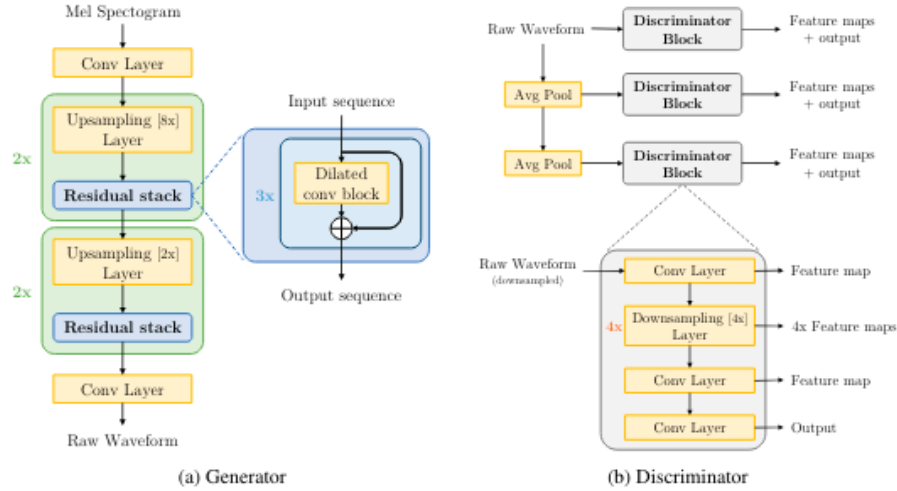 Mel Spectogram
Conv Layer
2x
Upsampling [8x]
Layer
Residual stack
2x
Upsampling [2x]
Layer
Residual stack
Conv Layer
Raw Waveform
Input sequence
3x
Dilated
conv block
Output sequence
(a) Generator
Raw Waveform
Discriminator
Block
Feature maps
+ output
Avg Pool
Discriminator
Block
Feature maps
+ output
Avg Pool
Discriminator
Block
Feature maps
+ output
Raw Waveform
(downsampled)
Conv Layer
Feature map
4x
Downsampling [4x]
Layer
4x Feature maps
Conv Layer
Feature map
Conv Layer
Output
(b) Discriminator